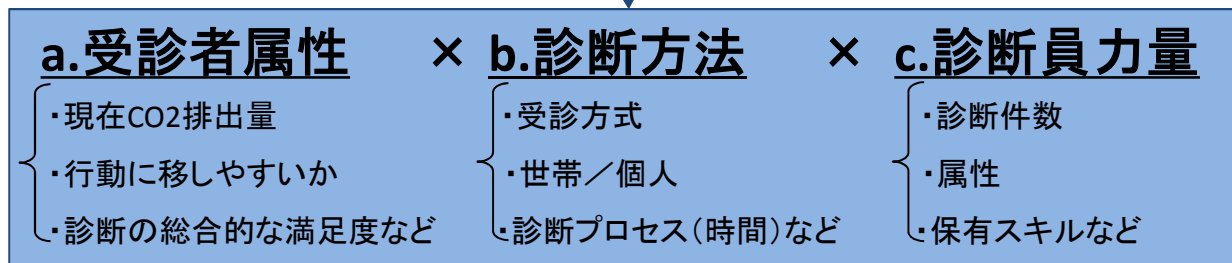 a.受診者属性 × b.診断方法 × c.診断員力量
・現在CO2排出量
・行動に移しやすいか
・診断の総合的な満足度など
・受診方式
・世帯／個人
・診断プロセス（時間）など
・診断件数
・属性
・保有スキルなど